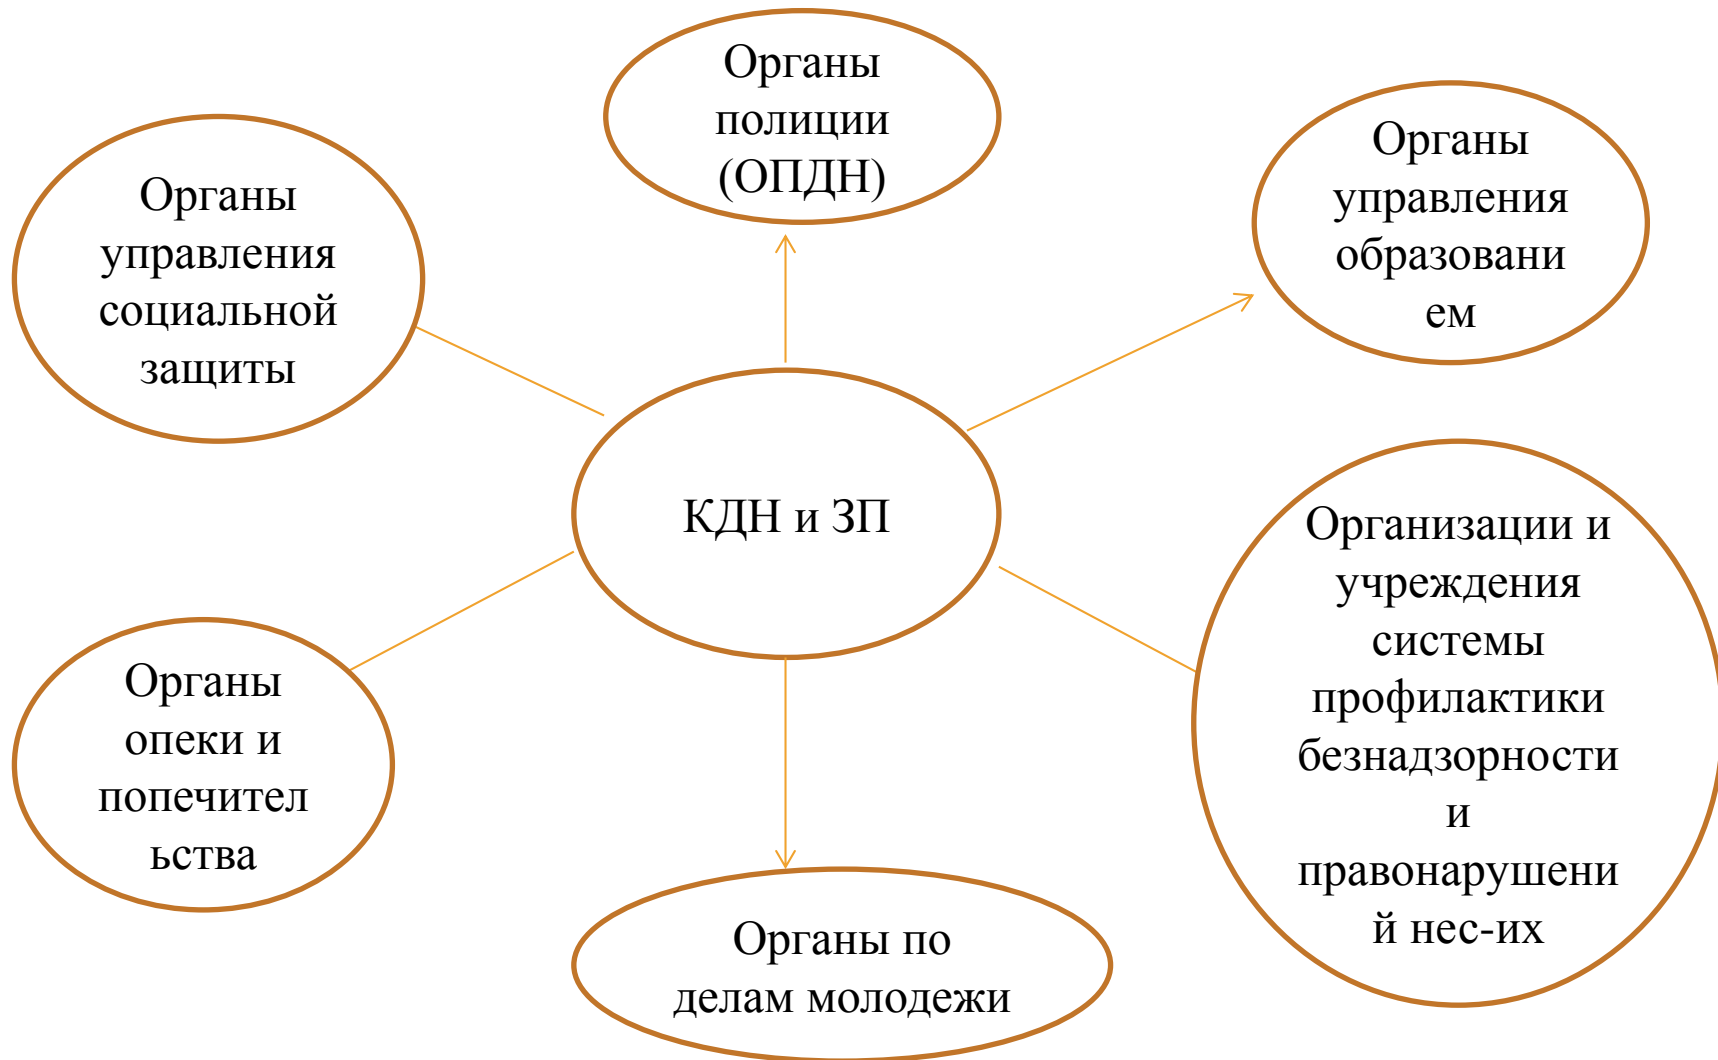 Органы
полиции
(ОПДН)
Органы
управления
социальной
защиты
Органы
управления
образовани
ем
КДН и ЗП
Органы
опеки и
попечител
ьства
Организации и
учреждения
системы
профилактики
безнадзорности
и
правонарушени
й нес-их
Органы по
делам молодежи